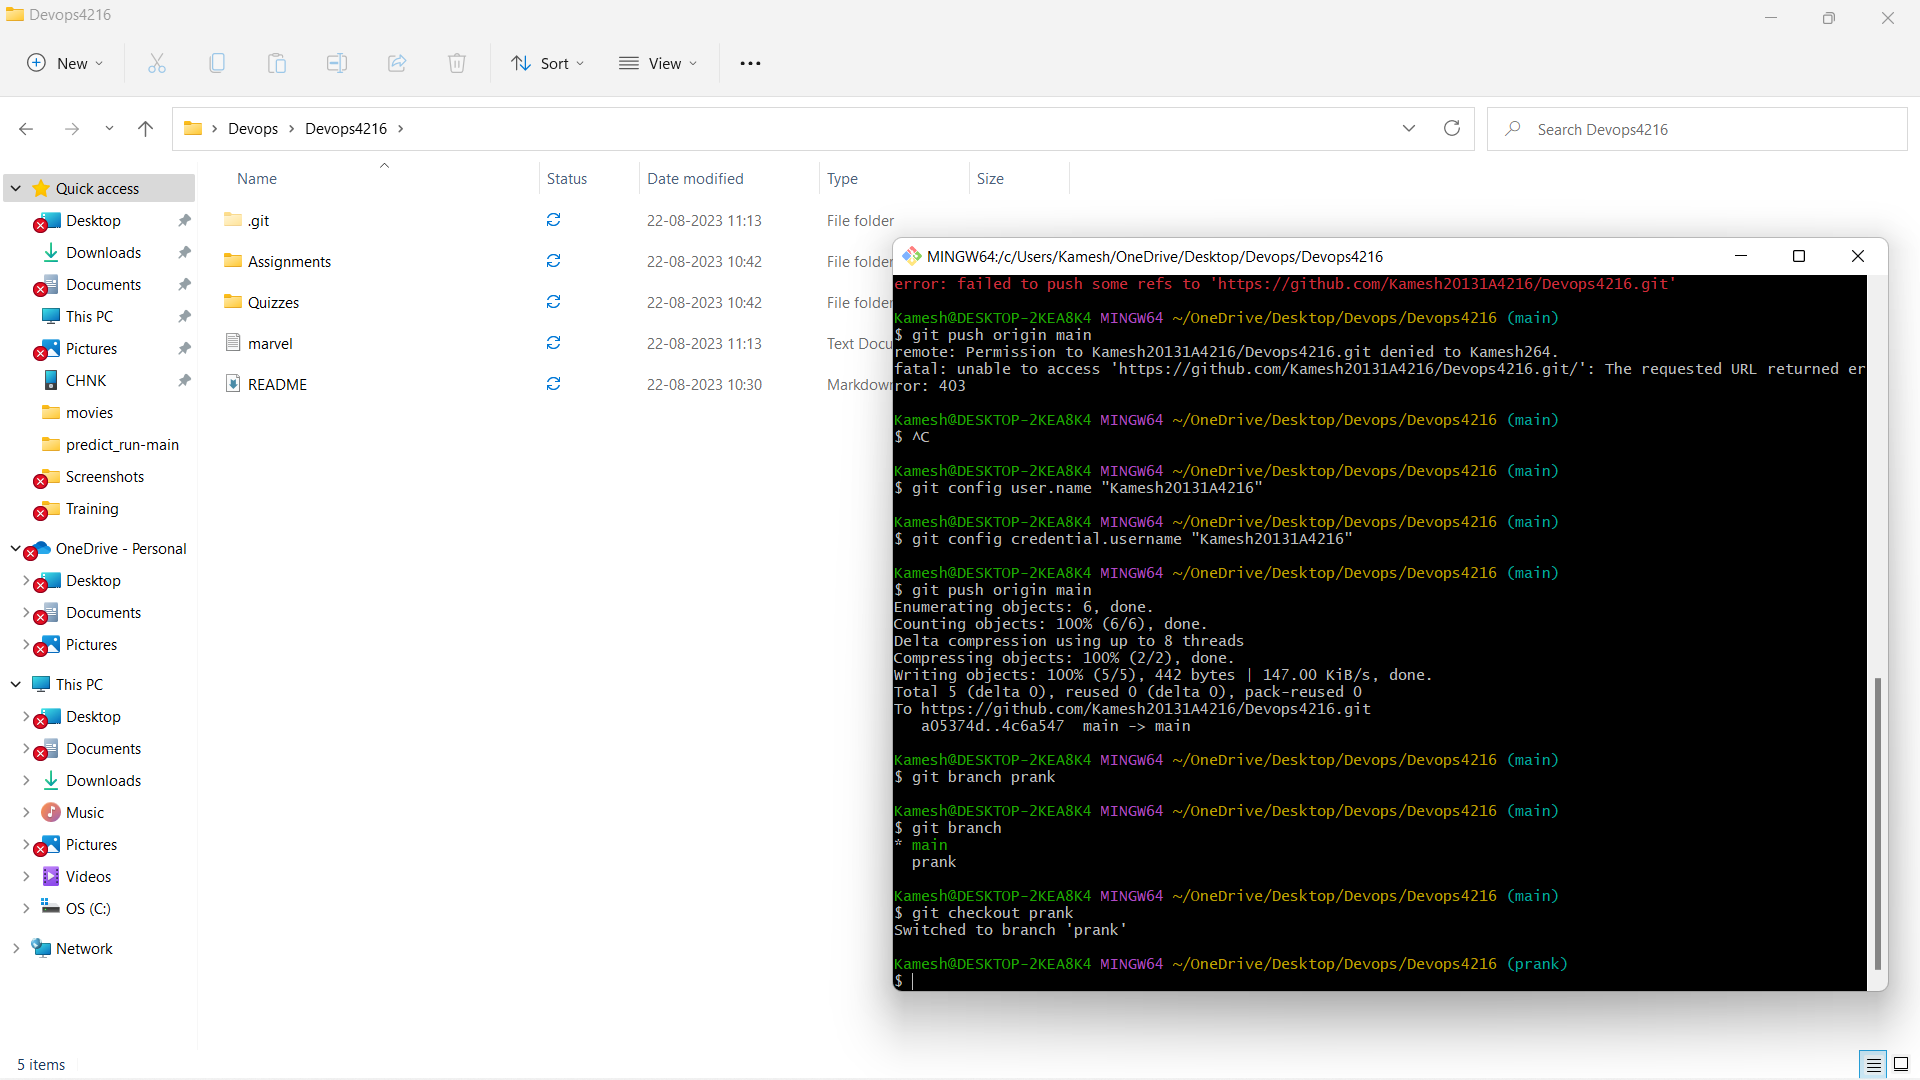 Devops4216
New
Sort
View
Devops > Devops4216 >
Search Devops4216
Quick access
Desktop
Downloads
Documents
This PC
Pictures
CHNK
movies
predict_run-main
Screenshots
Training
OneDrive - Personal
Desktop
Documents
Pictures
This PC
Desktop
Documents
Downloads
Music
Pictures
Videos
OS (C:)
Network
Name Status Date modified Type Size
.git 22-08-2023 11:13 File folder
Assignments 22-08-2023 10:42 File folder
Quizzes 22-08-2023 10:42 File folde
marvel 22-08-2023 11:13 Text Docu
README 22-08-2023 10:30 Markdow
MINGW64:/c/Users/Kamesh/OneDrive/Desktop/Devops/Devops4216
error: failed to push some refs to 'https://github.com/Kamesh20131A4216/Devops4216.git'
Kamesh@DESKTOP-2KEA8K4 MINGW64 ~/OneDrive/Desktop/Devops/Devops4216 (main)
$ git push origin main
remote: Permission to Kamesh20131A4216/Devops4216.git denied to Kamesh264.
fatal: unable to access 'https://github.com/Kamesh20131A4216/Devops4216.git/': The requested URL returned er
ror: 403
Kamesh@DESKTOP-2KEA8K4 MINGW64 ~/OneDrive/Desktop/Devops/Devops4216 (main)
$ ^C
Kamesh@DESKTOP-2KEA8K4 MINGW64 ~/OneDrive/Desktop/Devops/Devops4216 (main)
$ git config user.name "Kamesh20131A4216"
Kamesh@DESKTOP-2KEA8K4 MINGW64 ~/OneDrive/Desktop/Devops/Devops4216 (main)
$ git config credential.username "Kamesh20131A4216"
Kamesh@DESKTOP-2KEA8K4 MINGW64 ~/OneDrive/Desktop/Devops/Devops4216 (main)
$ git push origin main
Enumerating objects: 6, done.
Counting objects: 100% (6/6), done.
Delta compression using up to 8 threads
Compressing objects: 100% (2/2), done.
Writing objects: 100% (5/5), 442 bytes | 147.00 KiB/s, done.
Total 5 (delta 0), reused 0 (delta 0), pack-reused 0
To https://github.com/Kamesh20131A4216/Devops4216.git
a05374d..4c6a547 main -> main
Kamesh@DESKTOP-2KEA8K4 MINGW64 ~/OneDrive/Desktop/Devops/Devops4216 (main)
$ git branch prank
Kamesh@DESKTOP-2KEA8K4 MINGW64 ~/OneDrive/Desktop/Devops/Devops4216 (main)
$ git branch
* main
prank
Kamesh@DESKTOP-2KEA8K4 MINGW64 ~/OneDrive/Desktop/Devops/Devops4216 (main)
$ git checkout prank
Switched to branch 'prank'
Kamesh@DESKTOP-2KEA8K4 MINGW64 ~/OneDrive/Desktop/Devops/Devops4216 (prank)
$
5 items